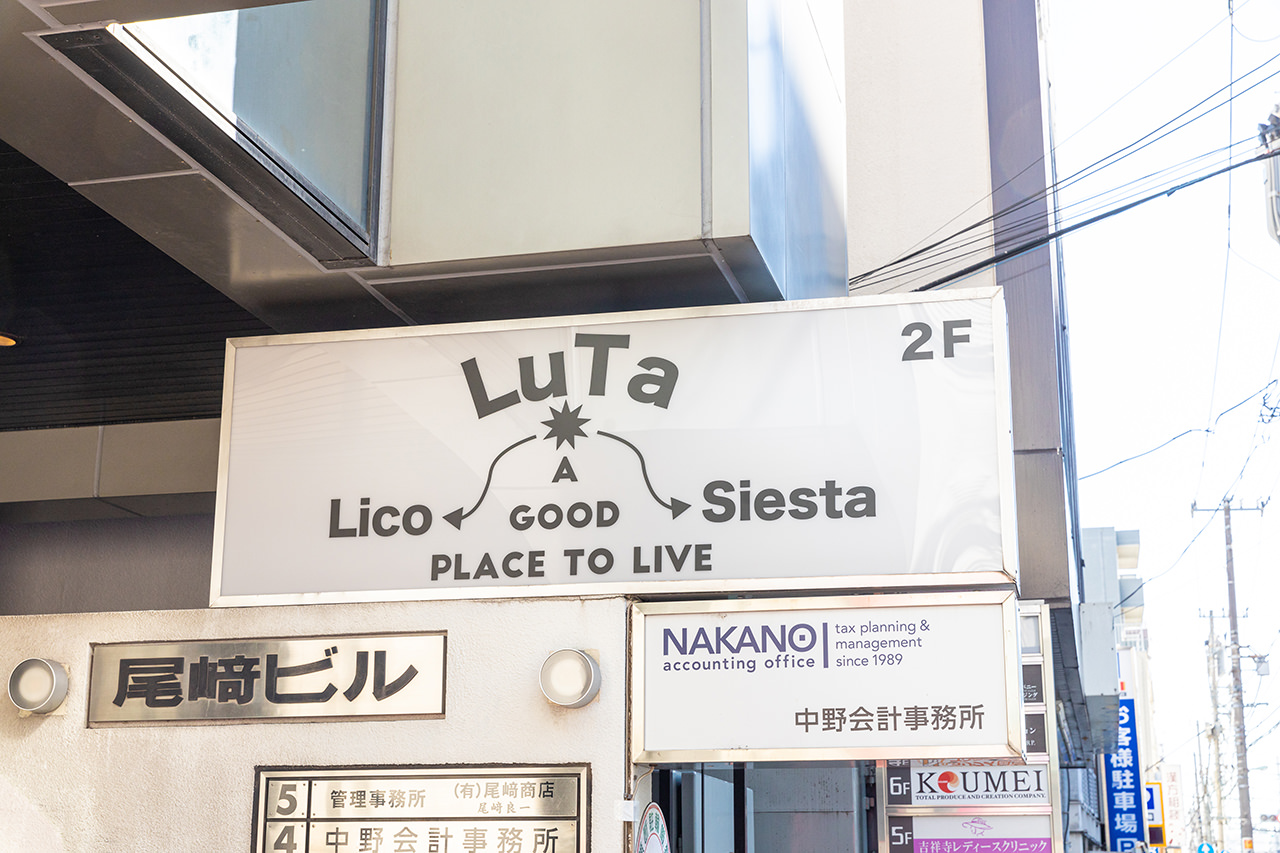 LuTa
2F
A
Lico
GOOD
Siesta
PLACE TO LIVE
NAKANO
accounting office
tax planning &
management
since 1989
中野会計事務所
尾﨑ビル
5 管理事務所 (有)尾﨑商店
尾﨑良一
4 中野会計事務所
6F KOUMEI
TOTAL PRODUCE AND CREATION COMPANY.
5F 吉祥寺レディースクリニック
お客様駐車場
P